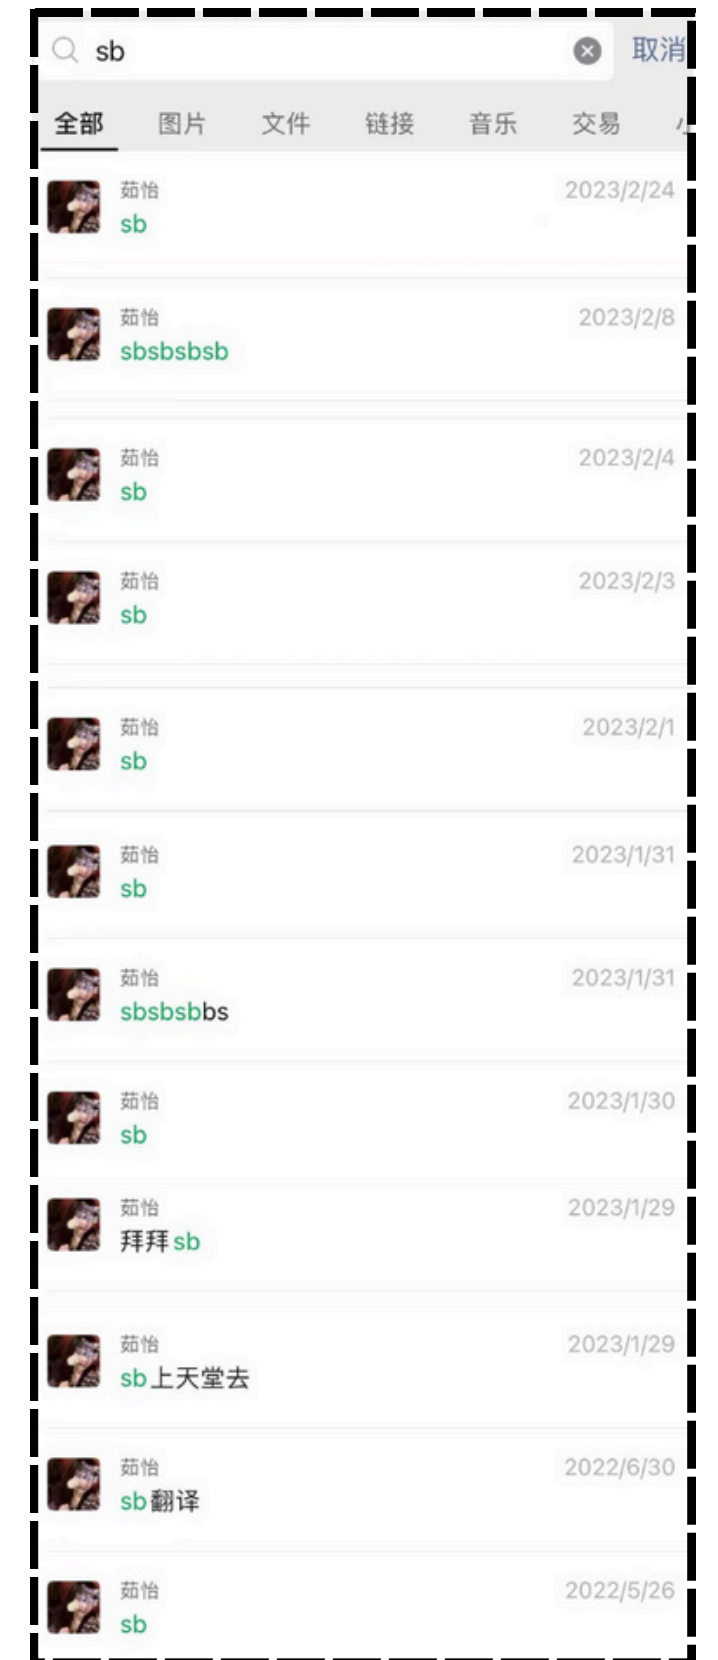 sb
取消
全部 图片 文件 链接 音乐 交易
茹怡 2023/2/24
sb
茹怡 2023/2/8
sbsbsbsb
茹怡 2023/2/4
sb
茹怡 2023/2/3
sb
茹怡 2023/2/1
sb
茹怡 2023/1/31
sb
茹怡 2023/1/31
sbsbsbbs
茹怡 2023/1/30
sb
茹怡 2023/1/29
拜拜sb
茹怡 2023/1/29
sb上天堂去
茹怡 2022/6/30
sb翻译
茹怡 2022/5/26
sb